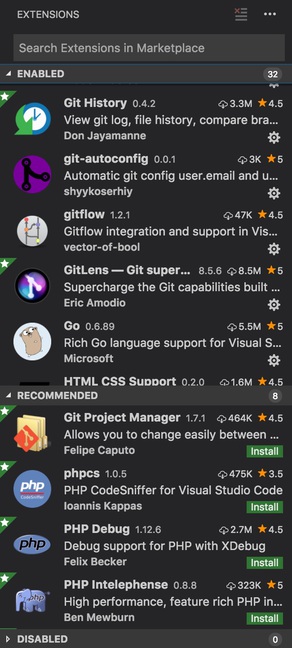 EXTENSIONS
Search Extensions in Marketplace
ENABLED 32
Git History 0.4.2 3.3M 4.5
View git log, file history, compare bra...
Don Jayamanne
git-autoconfig 0.0.1 3K 5
Automatic git config user.email and u...
shyykoserhiy
gitflow 1.2.1 47K 4.5
Gitflow integration and support in Vis...
vector-of-bool
GitLens — Git super... 8.5.6 8.5M 5
Supercharge the Git capabilities built ...
Eric Amodio
Go 0.6.89 5.5M 5
Rich Go language support for Visual S...
Microsoft
HTML CSS Support 0.2.0 1.6M 4.5
RECOMMENDED 8
Git Project Manager 1.7.1 464K 4.5
Allows you to change easily between ...
Felipe Caputo Install
php CodeSniffer
phpcs 1.0.5 475K 3.5
PHP CodeSniffer for Visual Studio Code
Ioannis Kappas Install
php
PHP Debug 1.12.6 2.7M 4.5
Debug support for PHP with XDebug
Felix Becker Install
php
PHP Intelephense 0.8.8 323K 5
High performance, feature rich PHP in...
Ben Mewburn Install
DISABLED 0